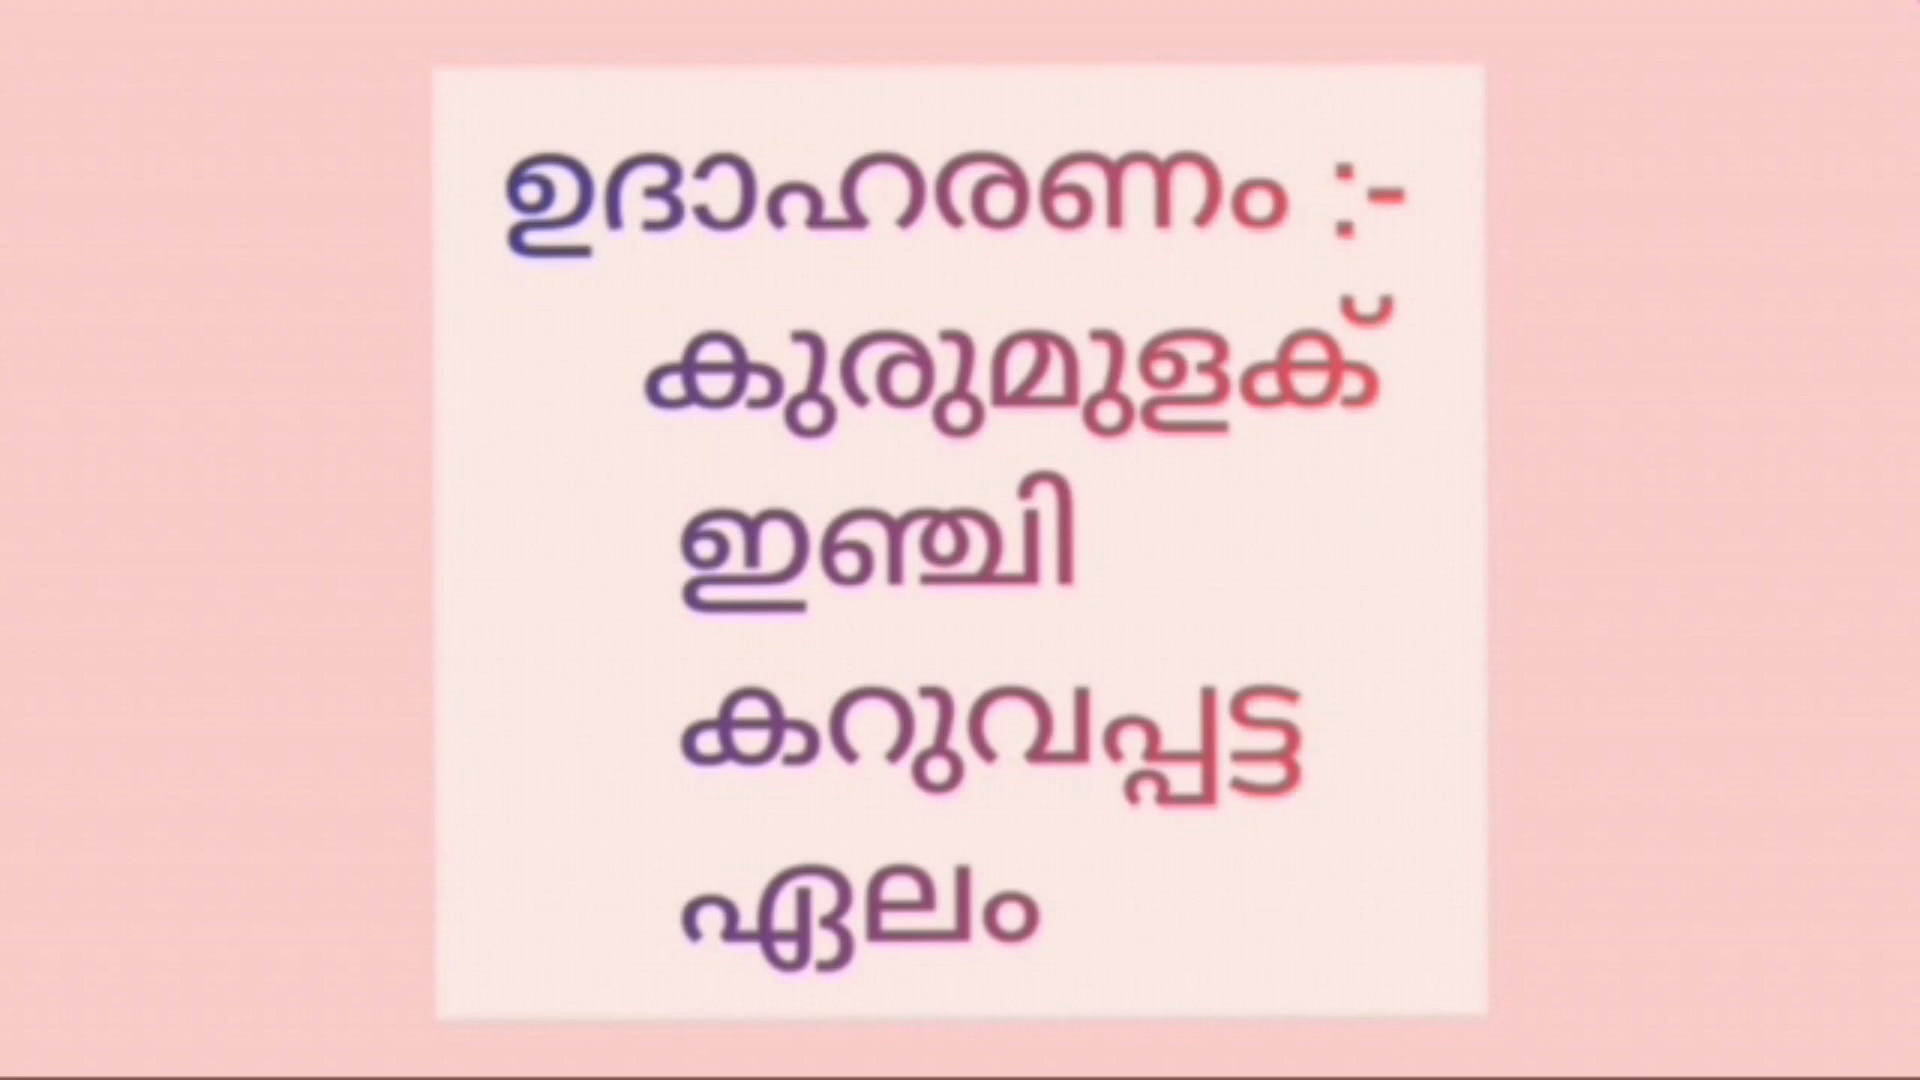 ഉദാഹരണം :-
കുരുമുളക്
ഇഞ്ചി
കറുവപ്പട്ട
ഏലം